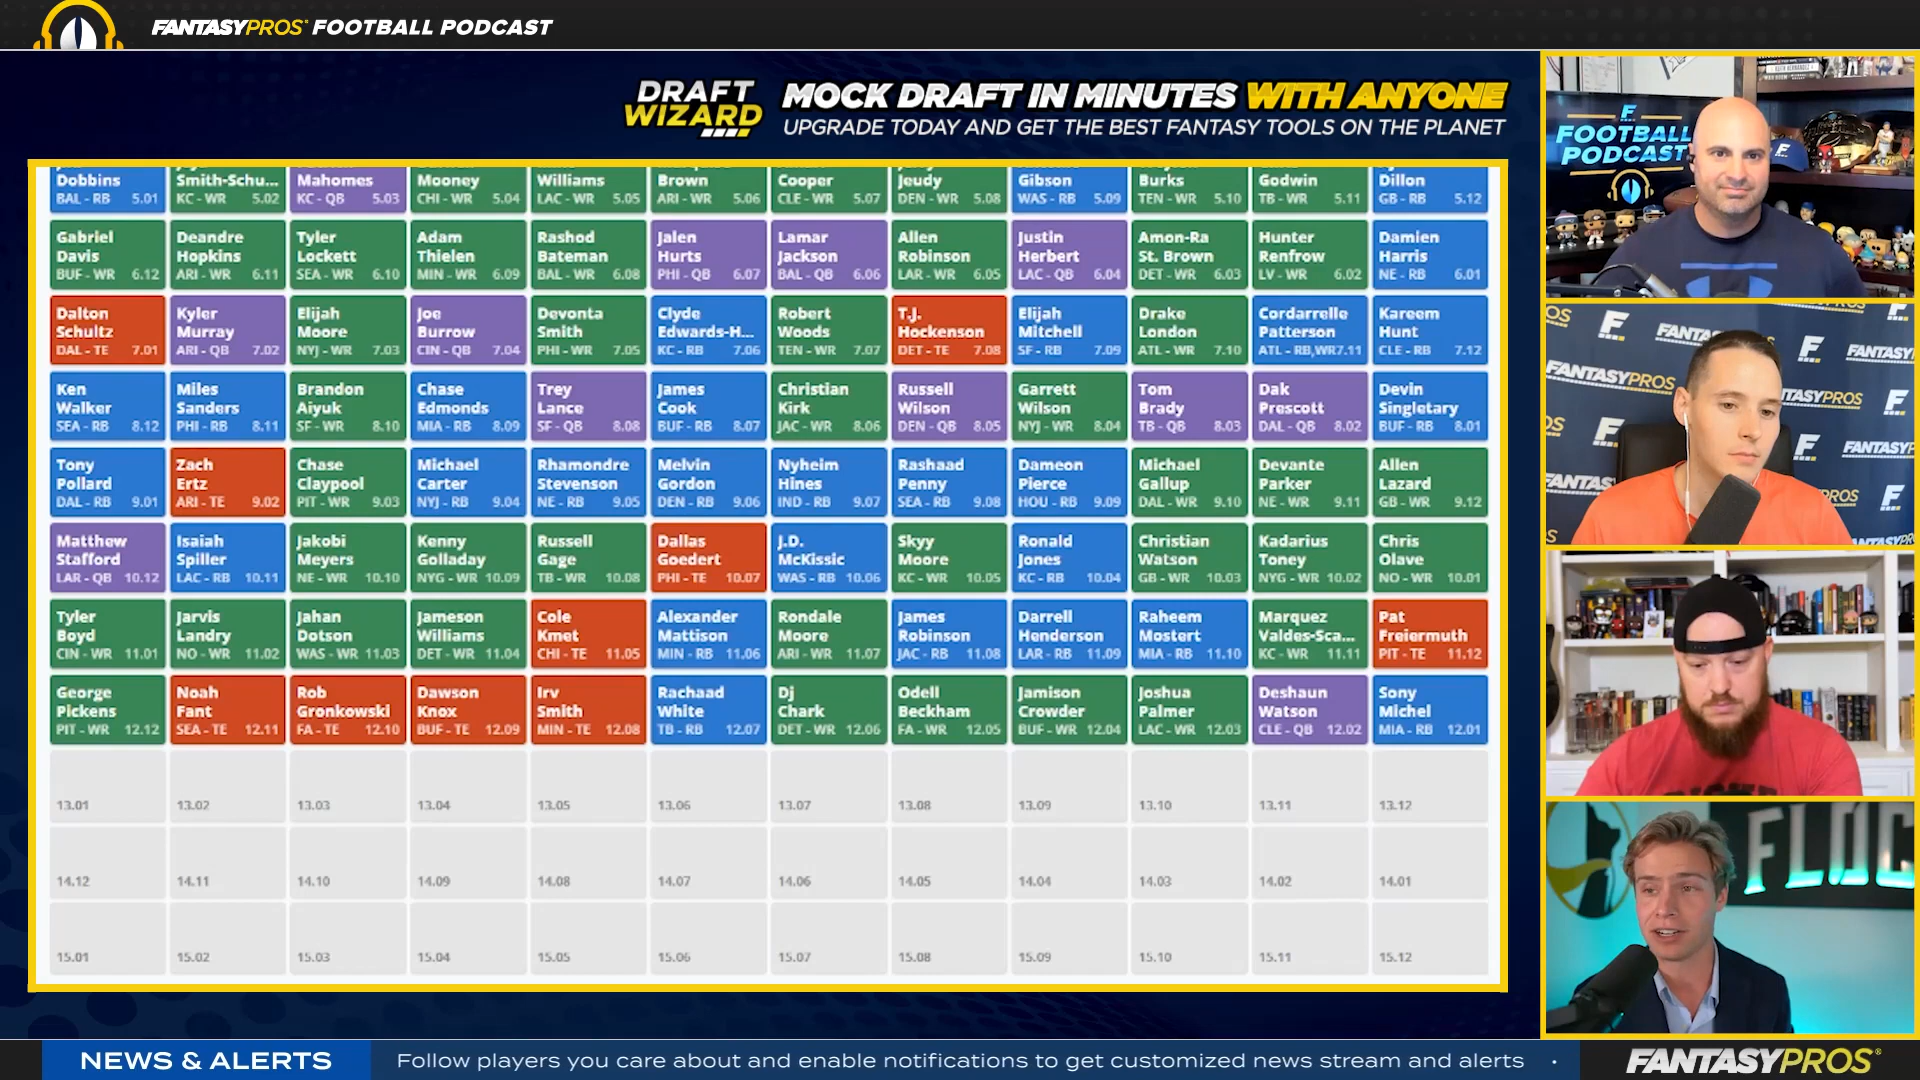 FANTASYPROS® FOOTBALL PODCAST
DRAFT WIZARD
MOCK DRAFT IN MINUTES WITH ANYONE
UPGRADE TODAY AND GET THE BEST FANTASY TOOLS ON THE PLANET
Dobbins Smith-Schu... Mahomes Mooney Williams Brown Cooper Jeudy Gibson Burks Godwin Dillon
BAL - RB 5.01 KC - WR 5.02 KC - QB 5.03 CHI - WR 5.04 LAC - WR 5.05 ARI - WR 5.06 CLE - WR 5.07 DEN - WR 5.08 WAS - RB 5.09 TEN - WR 5.10 TB - WR 5.11 GB - RB 5.12
Gabriel Deandre Tyler Adam Rashod Jalen Lamar Allen Justin Amon-Ra Hunter Damien
Davis Hopkins Lockett Thielen Bateman Hurts Jackson Robinson Herbert St. Brown Renfrow Harris
BUF - WR 6.12 ARI - WR 6.11 SEA - WR 6.10 MIN - WR 6.09 BAL - WR 6.08 PHI - QB 6.07 BAL - QB 6.06 LAR - WR 6.05 LAC - QB 6.04 DET - WR 6.03 LV - WR 6.02 NE - RB 6.01
Dalton Kyler Elijah Joe Devonta Clyde Robert T.J. Elijah Drake Cordarrelle Kareem
Schultz Murray Moore Burrow Smith Edwards-H... Woods Hockenson Mitchell London Patterson Hunt
DAL - TE 7.01 ARI - QB 7.02 NYJ - WR 7.03 CIN - QB 7.04 PHI - WR 7.05 KC - RB 7.06 TEN - WR 7.07 DET - TE 7.08 SF - RB 7.09 ATL - WR 7.10 ATL - RB,WR7.11 CLE - RB 7.12
Ken Miles Brandon Chase Trey James Christian Russell Garrett Tom Dak Devin
Walker Sanders Aiyuk Edmonds Lance Cook Kirk Wilson Wilson Brady Prescott Singletary
SEA - RB 8.12 PHI - RB 8.11 SF - WR 8.10 MIA - RB 8.09 SF - QB 8.08 BUF - RB 8.07 JAC - WR 8.06 DEN - QB 8.05 NYJ - WR 8.04 TB - QB 8.03 DAL - QB 8.02 BUF - RB 8.01
Tony Zach Chase Michael Rhamondre Melvin Nyheim Rashaad Dameon Michael Devante Allen
Pollard Ertz Claypool Carter Stevenson Gordon Hines Penny Pierce Gallup Parker Lazard
DAL - RB 9.01 ARI - TE 9.02 PIT - WR 9.03 NYJ - RB 9.04 NE - RB 9.05 DEN - RB 9.06 IND - RB 9.07 SEA - RB 9.08 HOU - RB 9.09 DAL - WR 9.10 NE - WR 9.11 GB - WR 9.12
Matthew Isaiah Jakobi Kenny Russell Dallas J.D. Skyy Ronald Christian Kadarius Chris
Stafford Spiller Meyers Golladay Gage Goedert McKissic Moore Jones Watson Toney Olave
LAR - QB 10.12 LAC - RB 10.11 NE - WR 10.10 NYG - WR 10.09 TB - WR 10.08 PHI - TE 10.07 WAS - RB 10.06 KC - WR 10.05 KC - RB 10.04 GB - WR 10.03 NYG - WR 10.02 NO - WR 10.01
Tyler Jarvis Jahan Jameson Cole Alexander Rondale James Darrell Raheem Marquez Pat
Boyd Landry Dotson Williams Kmet Mattison Moore Robinson Henderson Mostert Valdes-Sca... Freiermuth
CIN - WR 11.01 NO - WR 11.02 WAS - WR 11.03 DET - WR 11.04 CHI - TE 11.05 MIN - RB 11.06 ARI - WR 11.07 JAC - RB 11.08 LAR - RB 11.09 MIA - RB 11.10 KC - WR 11.11 PIT - TE 11.12
George Noah Rob Dawson Irv Rachaad Dj Odell Jamison Joshua Deshaun Sony
Pickens Fant Gronkowski Knox Smith White Chark Beckham Crowder Palmer Watson Michel
PIT - WR 12.12 SEA - TE 12.11 FA - TE 12.10 BUF - TE 12.09 MIN - TE 12.08 TB - RB 12.07 DET - WR 12.06 FA - WR 12.05 BUF - WR 12.04 LAC - WR 12.03 CLE - QB 12.02 MIA - RB 12.01
13.01 13.02 13.03 13.04 13.05 13.06 13.07 13.08 13.09 13.10 13.11 13.12
14.12 14.11 14.10 14.09 14.08 14.07 14.06 14.05 14.04 14.03 14.02 14.01
15.01 15.02 15.03 15.04 15.05 15.06 15.07 15.08 15.09 15.10 15.11 15.12
FOOTBALL
PODCAST
FANTASYPROS
FLOC
NEWS & ALERTS
Follow players you care about and enable notifications to get customized news stream and alerts
FANTASYPROS®